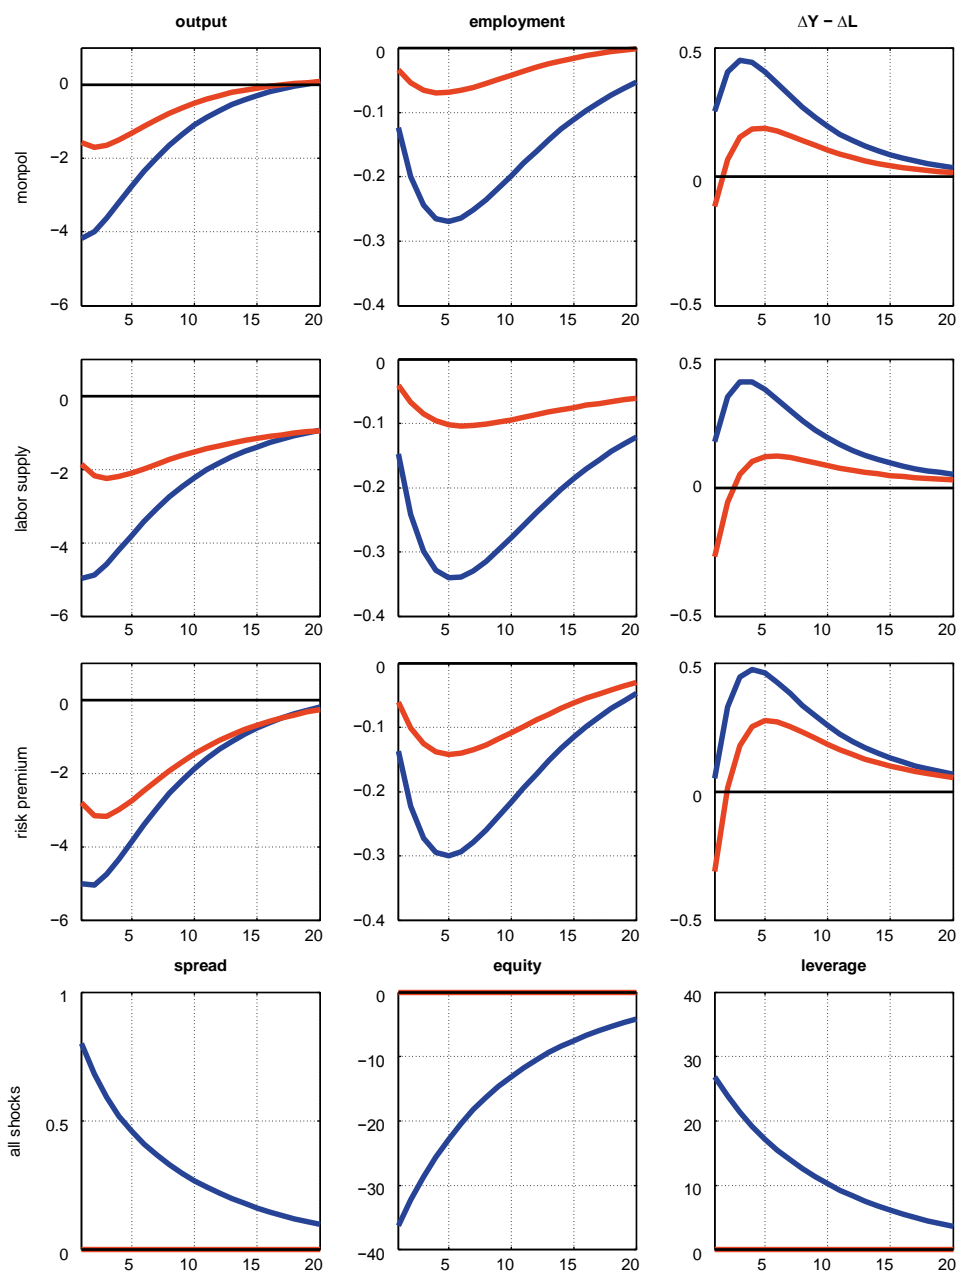 output employment ΔY − ΔL
0 0 0.5
−2 −0.1 0
−4 −0.2 −0.5
−6 −0.3
−0.4
monpol
5 10 15 20 5 10 15 20 5 10 15 20
0 0 0.5
−2 −0.1 0
−4 −0.2 −0.5
−6 −0.3
−0.4
labor supply
5 10 15 20 5 10 15 20 5 10 15 20
0 0 0.5
−2 −0.1 0
−4 −0.2 −0.5
−6 −0.3
−0.4
risk premium
5 10 15 20 5 10 15 20 5 10 15 20
spread equity leverage
1 0 40
0.5 −10 30
0 −20 20
−30 10
−40 0
all shocks
5 10 15 20 5 10 15 20 5 10 15 20